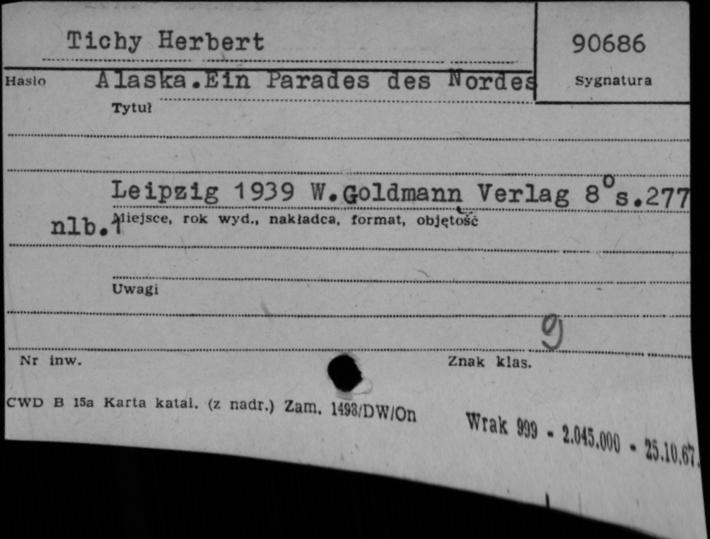 Tichy Herbert
90686
Hasło
Alaska.Ein Parades des Nordes
Sygnatura
Tytuł
Leipzig 1939 W.Goldmann Verlag 8° s.277
nlb.1
Miejsce, rok wyd., nakładca, format, objętość
Uwagi
g
Nr inw.
Znak klas.
CWD B 15a Karta katal. (z nadr.) Zam. 1498/DW/On
Wrak 999 - 2.045.000 - 25.10.67.